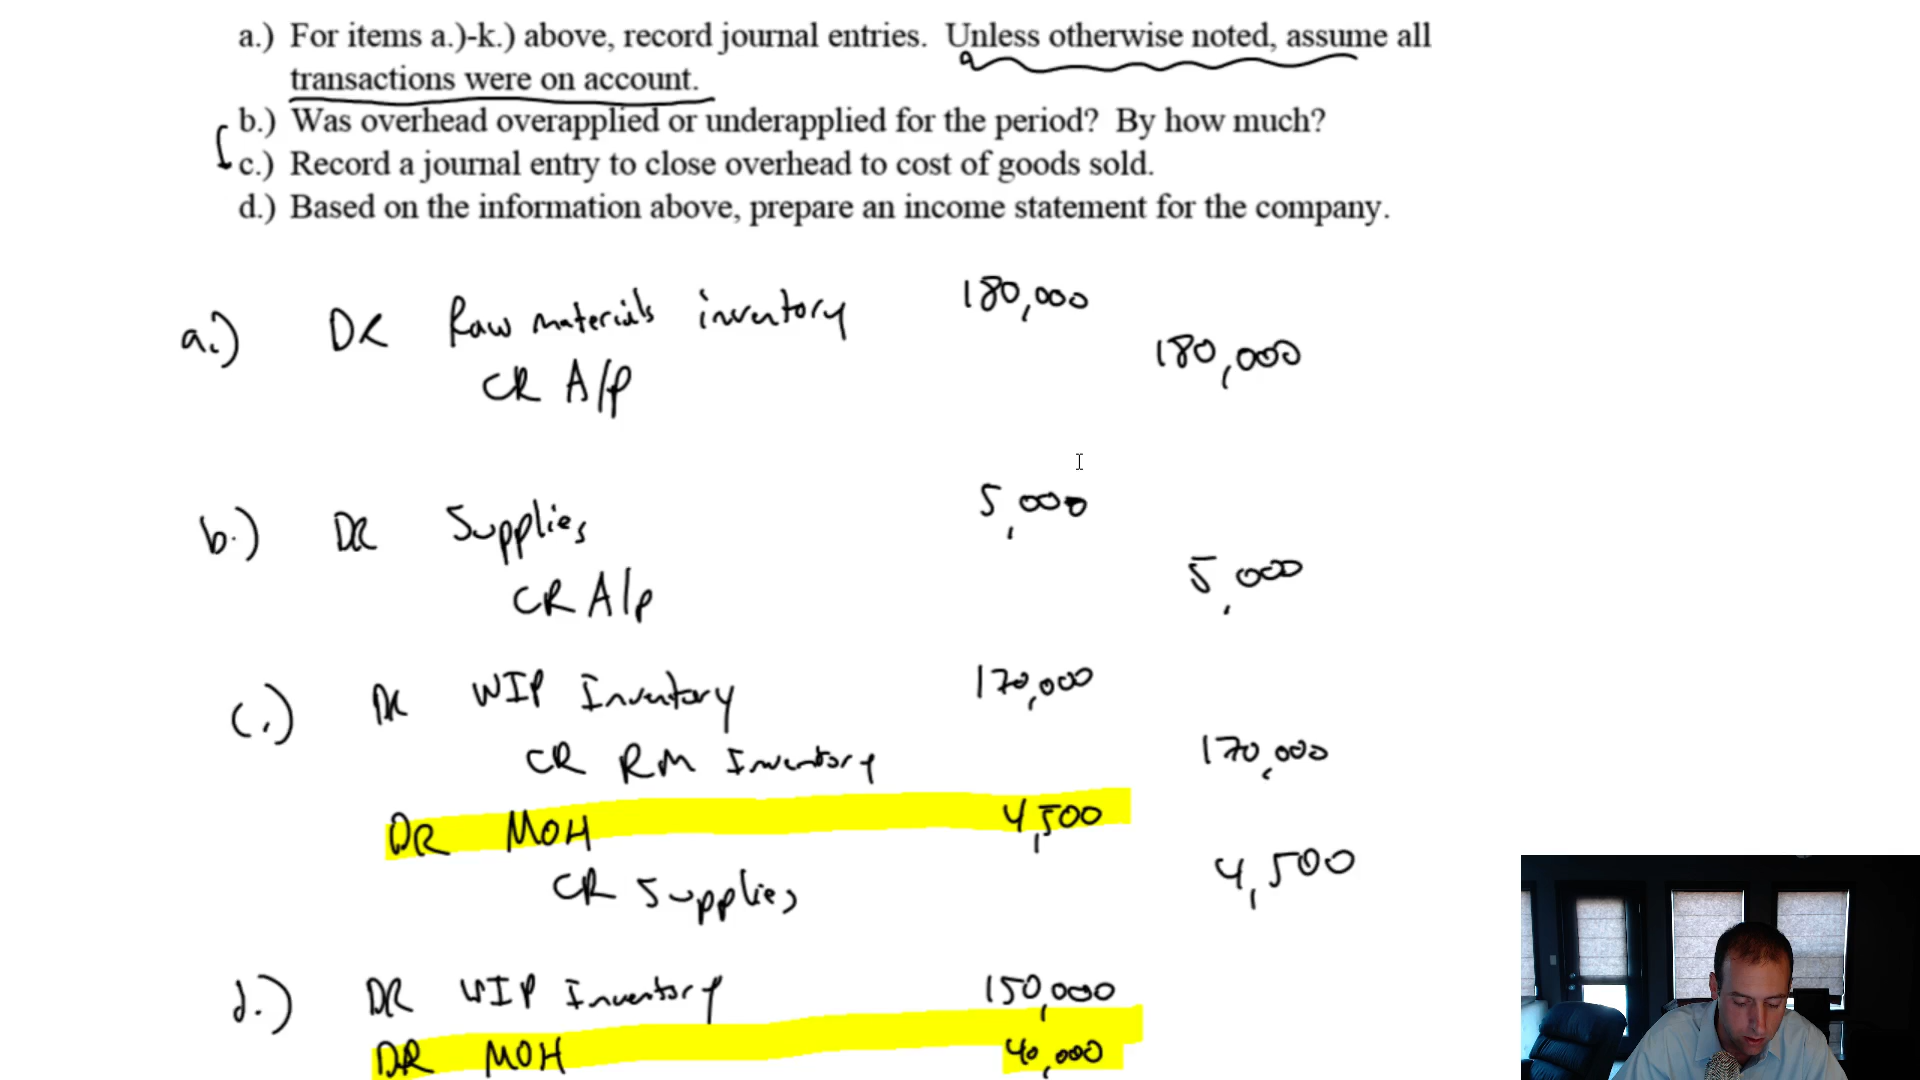 a.) For items a.)-k.) above, record journal entries. Unless otherwise noted, assume all
transactions were on account.
b.) Was overhead overapplied or underapplied for the period? By how much?
c.) Record a journal entry to close overhead to cost of goods sold.
d.) Based on the information above, prepare an income statement for the company.
a.) DR Raw materials inventory 180,000
CR A/P 180,000
b.) DR Supplies 5,000
CR A/P 5,000
c.) DR WIP Inventory 170,000
CR RM Inventory 170,000
DR MOH 4,500
CR Supplies 4,500
d.) DR WIP Inventory 150,000
DR MOH 40,000